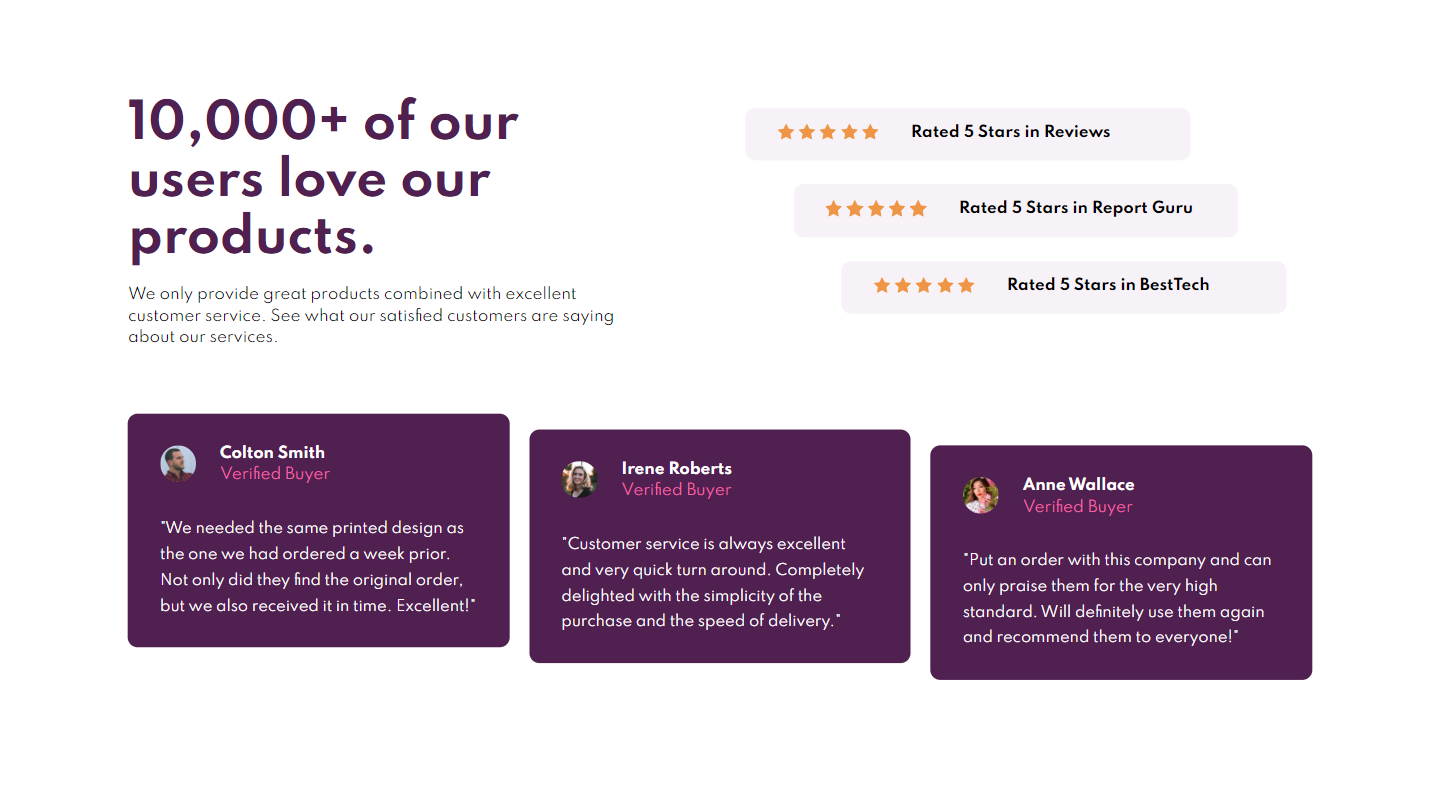 10,000+ of our
users love our
products.
We only provide great products combined with excellent
customer service. See what our satisfied customers are saying
about our services.
Rated 5 Stars in Reviews
Rated 5 Stars in Report Guru
Rated 5 Stars in BestTech
Colton Smith
Verified Buyer
"We needed the same printed design as
the one we had ordered a week prior.
Not only did they find the original order,
but we also received it in time. Excellent!"
Irene Roberts
Verified Buyer
"Customer service is always excellent
and very quick turn around. Completely
delighted with the simplicity of the
purchase and the speed of delivery."
Anne Wallace
Verified Buyer
"Put an order with this company and can
only praise them for the very high
standard. Will definitely use them again
and recommend them to everyone!"